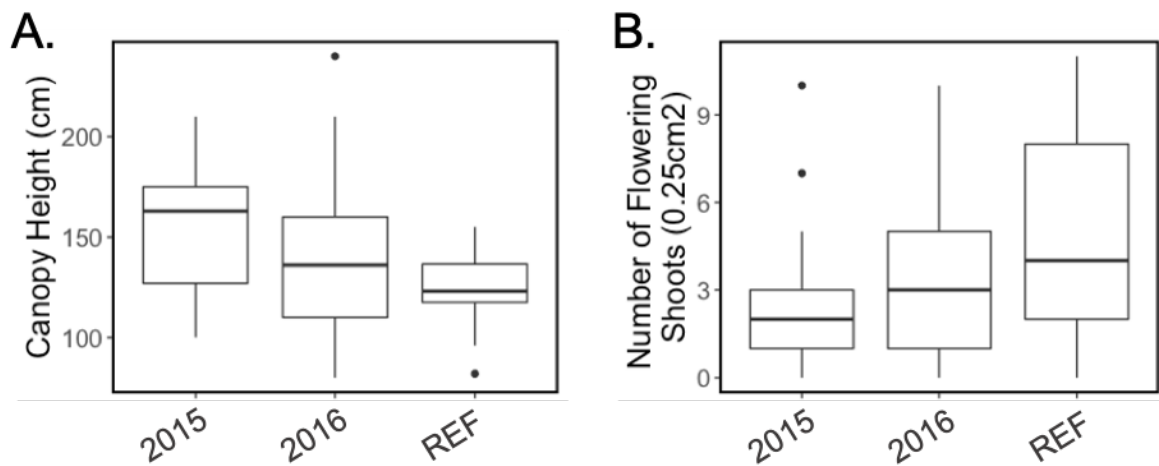 A.
Canopy Height (cm)
200
150
100
2015
2016
REF
B.
Number of Flowering
Shoots (0.25cm2)
9
6
3
0
2015
2016
REF